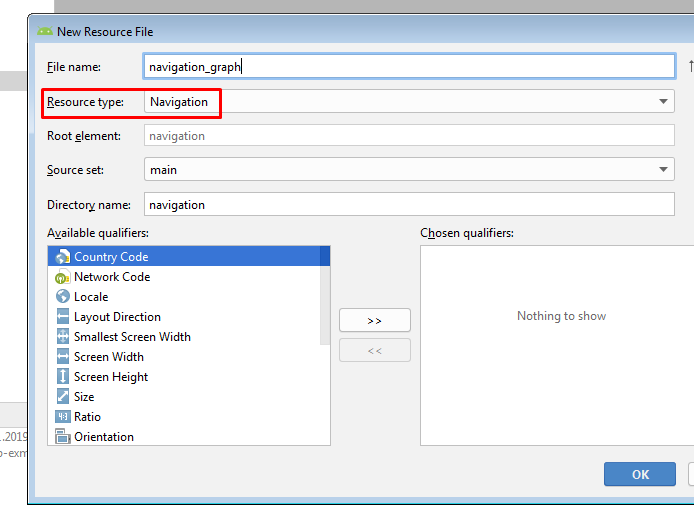 New Resource File
File name: navigation_graph
Resource type: Navigation
Root element: navigation
Source set: main
Directory name: navigation
Available qualifiers:
Chosen qualifiers:
Country Code
Network Code
Locale
Layout Direction
Smallest Screen Width
Screen Width
Screen Height
Size
Ratio
Orientation
>>
<<
Nothing to show
.2019
o-exm
OK